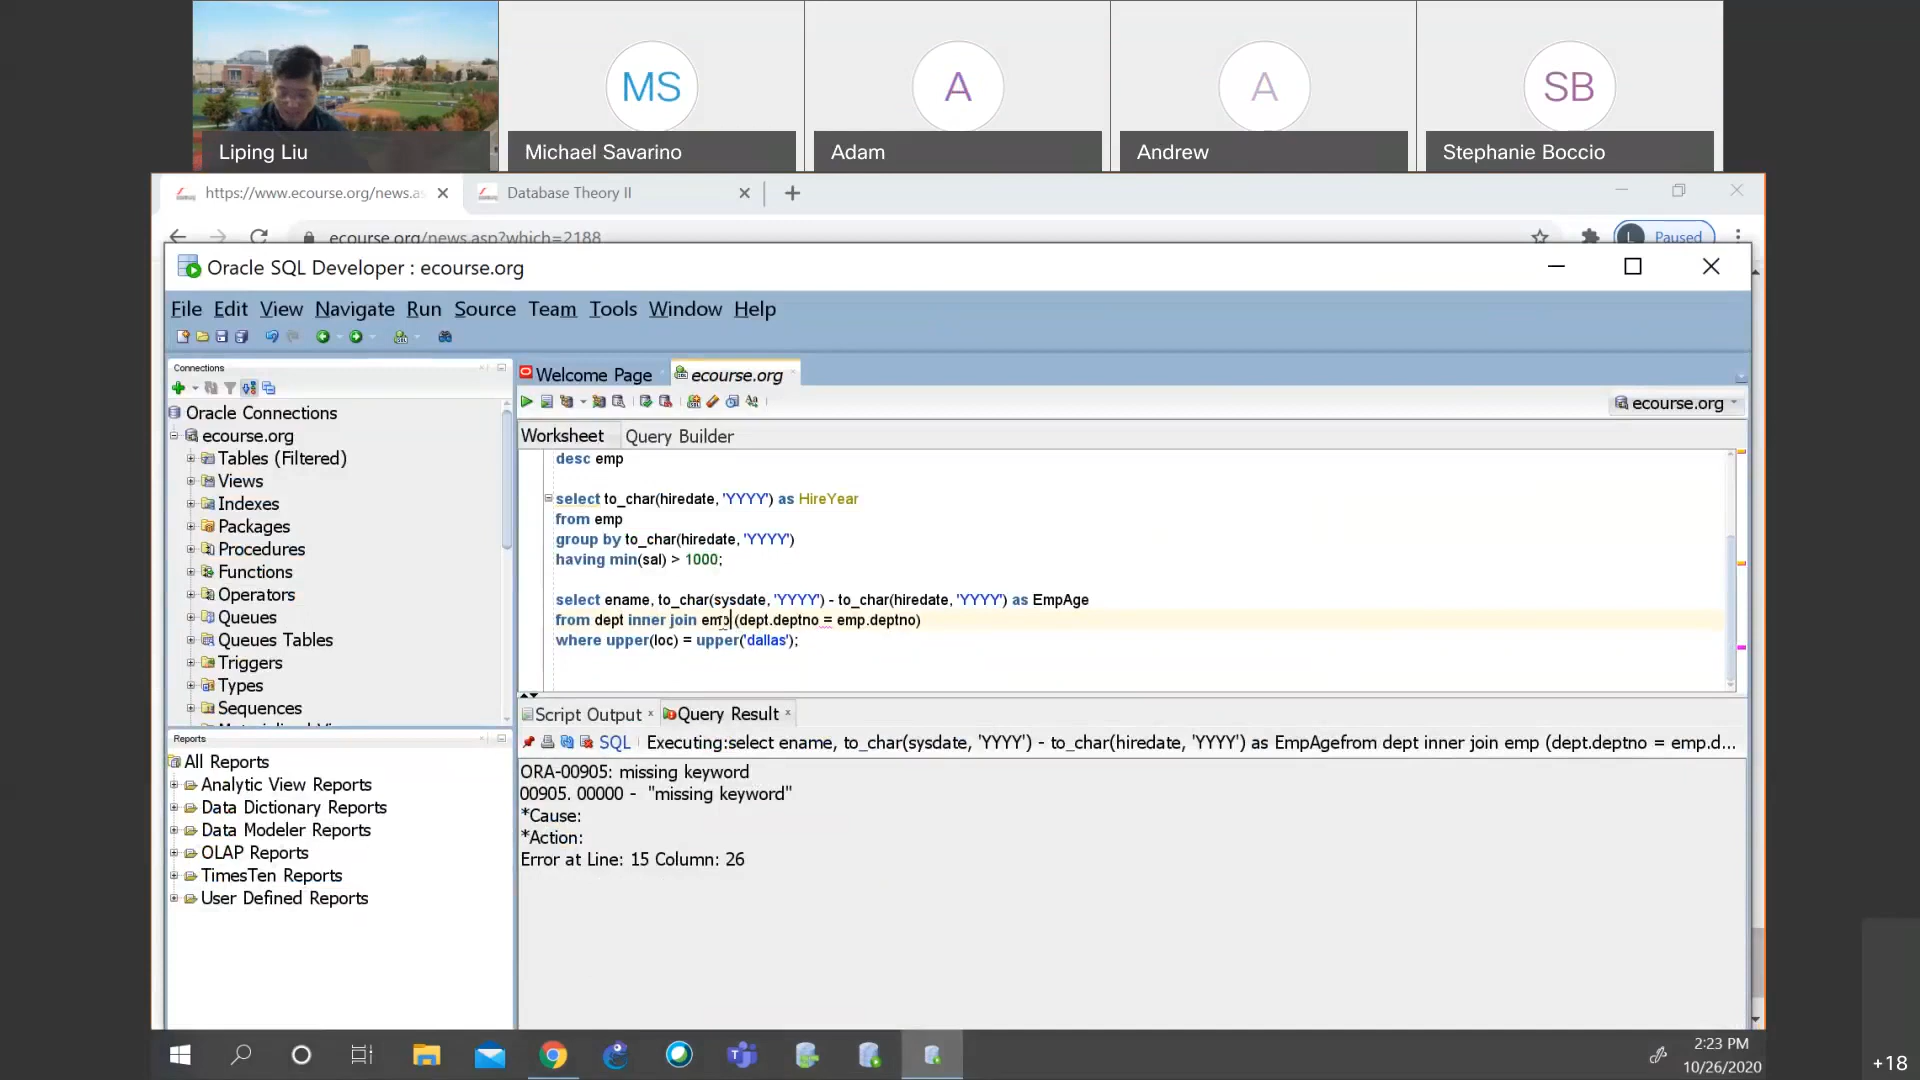 MS
A
A
SB
Liping Liu
Michael Savarino
Adam
Andrew
Stephanie Boccio
https://www.ecourse.org/news.as
Database Theory II
ecourse.org/news.asp?which=2188
L
Paused
Oracle SQL Developer : ecourse.org
File Edit View Navigate Run Source Team Tools Window Help
Connections
Oracle Connections
ecourse.org
Tables (Filtered)
Views
Indexes
Packages
Procedures
Functions
Operators
Queues
Queues Tables
Triggers
Types
Sequences
Reports
All Reports
Analytic View Reports
Data Dictionary Reports
Data Modeler Reports
OLAP Reports
TimesTen Reports
User Defined Reports
Welcome Page
ecourse.org
ecourse.org
Worksheet Query Builder
desc emp
select to_char(hiredate, 'YYYY') as HireYear
from emp
group by to_char(hiredate, 'YYYY')
having min(sal) > 1000;
select ename, to_char(sysdate, 'YYYY') - to_char(hiredate, 'YYYY') as EmpAge
from dept inner join emp (dept.deptno = emp.deptno)
where upper(loc) = upper('dallas');
Script Output
Query Result
SQL
Executing:select ename, to_char(sysdate, 'YYYY') - to_char(hiredate, 'YYYY') as EmpAgefrom dept inner join emp (dept.deptno = emp.d...
ORA-00905: missing keyword
00905. 00000 - "missing keyword"
*Cause:
*Action:
Error at Line: 15 Column: 26
2:23 PM
10/26/2020
+18